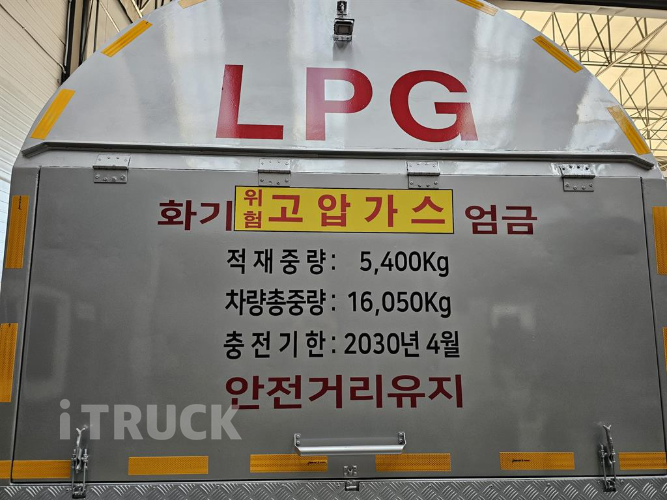 LPG
화기 위험 고압가스 엄금
적재중량: 5,400Kg
차량총중량: 16,050Kg
충전기한: 2030년 4월
안전거리유지
iTRUCK